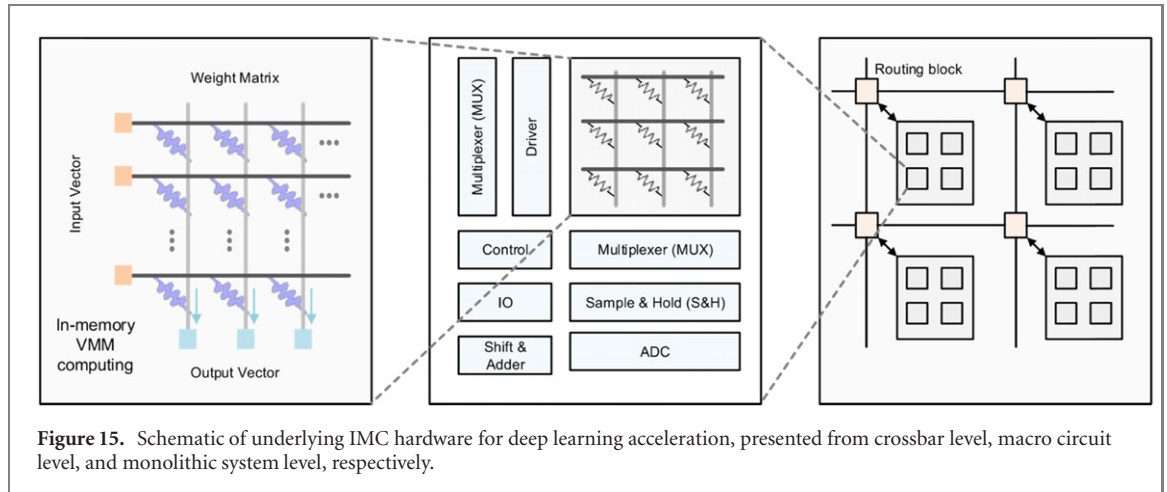 Weight Matrix
Input Vector
In-memory
VMM
computing
Output Vector
Multiplexer (MUX)
Driver
Control
Multiplexer (MUX)
IO
Sample & Hold (S&H)
Shift &
Adder
ADC
Routing block
Figure 15. Schematic of underlying IMC hardware for deep learning acceleration, presented from crossbar level, macro circuit
level, and monolithic system level, respectively.